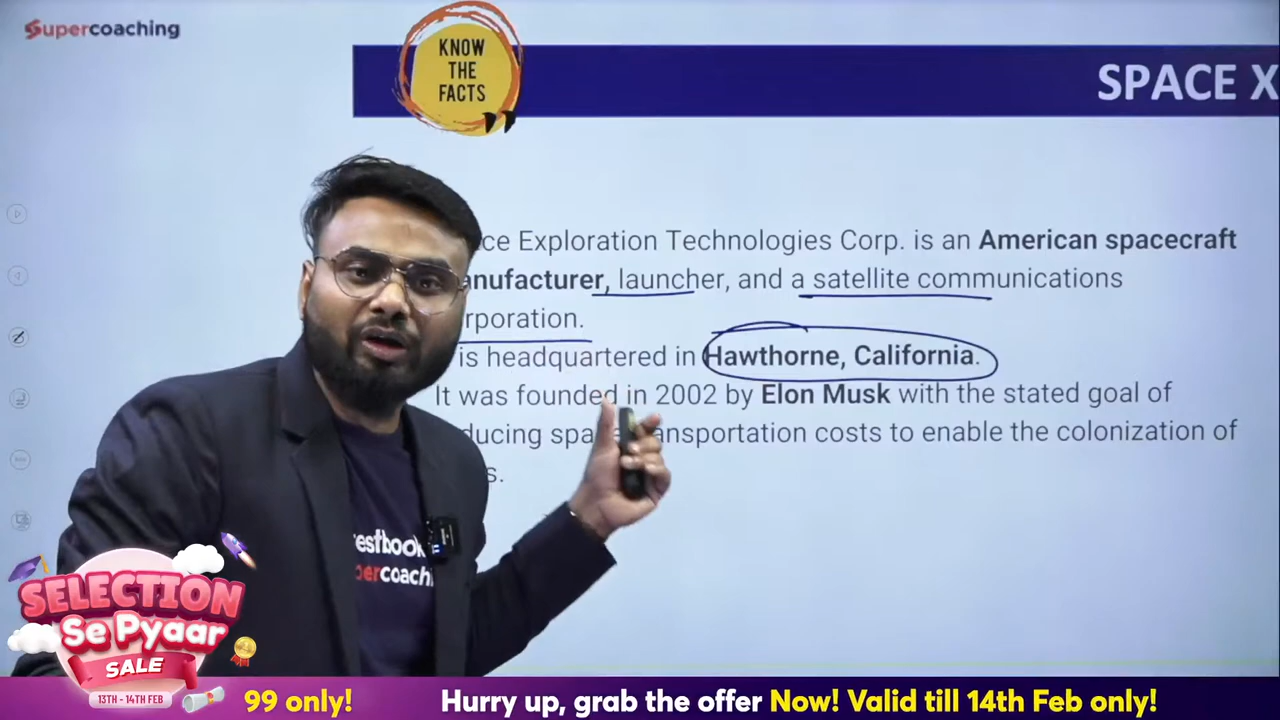 Supercoaching
KNOW
THE
FACTS
SPACE X
ce Exploration Technologies Corp. is an American spacecraft
anufacturer, launcher, and a satellite communications
rporation.
is headquartered in Hawthorne, California.
It was founded in 2002 by Elon Musk with the stated goal of
ducing spa ansportation costs to enable the colonization of
s.
estbook
percoachi
SELECTION
Se Pyaar
SALE
13TH - 14TH FEB
99 only!
Hurry up, grab the offer Now! Valid till 14th Feb only!